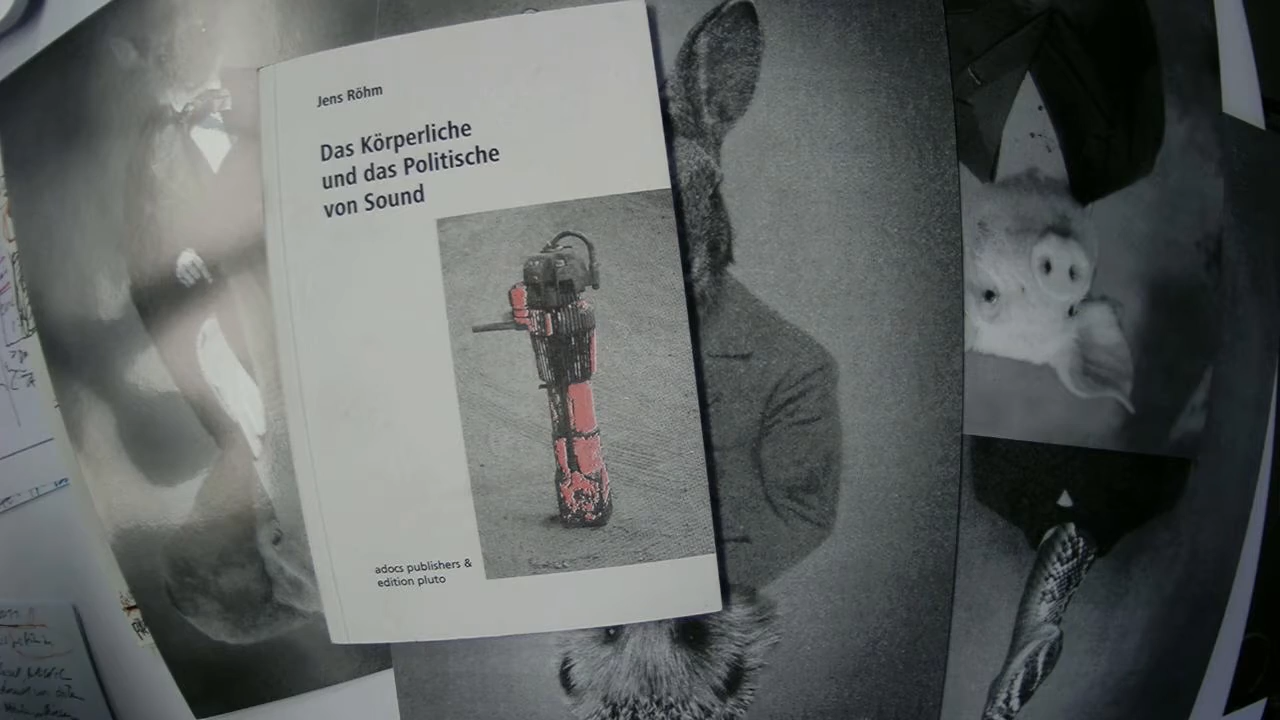 Jens Röhm
Das Körperliche
und das Politische
von Sound
adocs publishers &
edition pluto